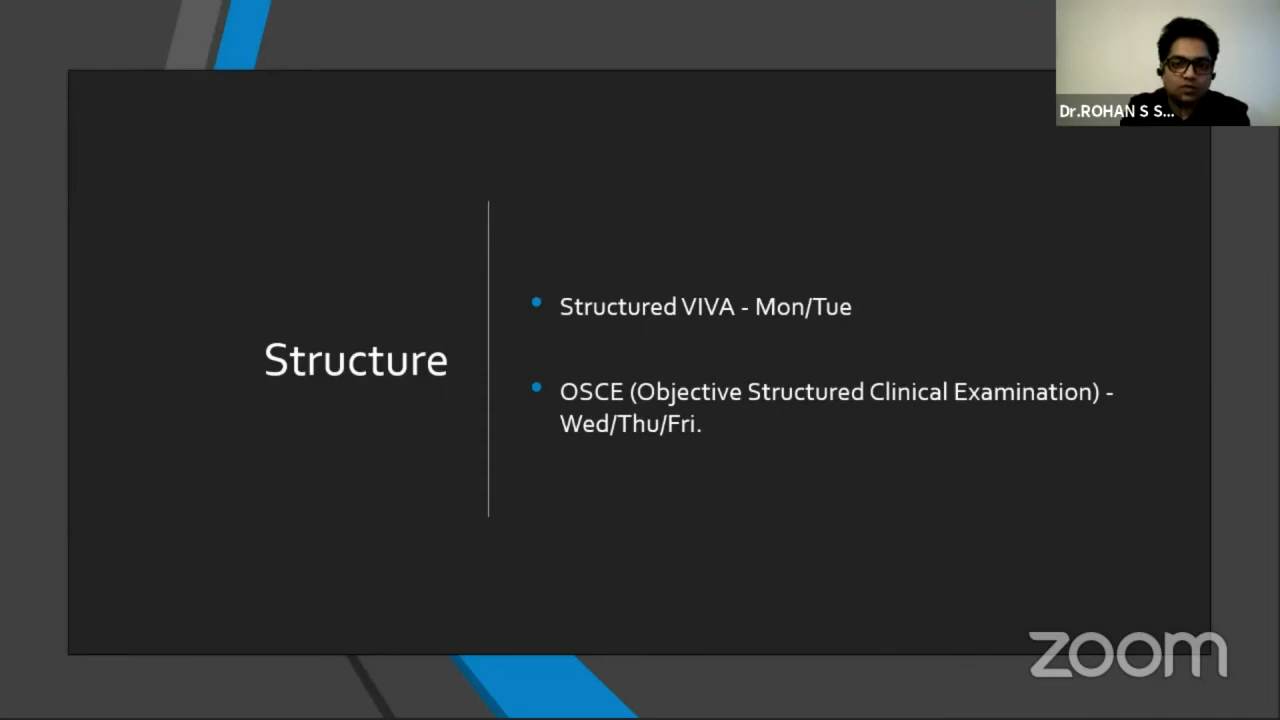 Dr.ROHAN S S...
Structure
Structured VIVA - Mon/Tue
OSCE (Objective Structured Clinical Examination) -
Wed/Thu/Fri.
zoom